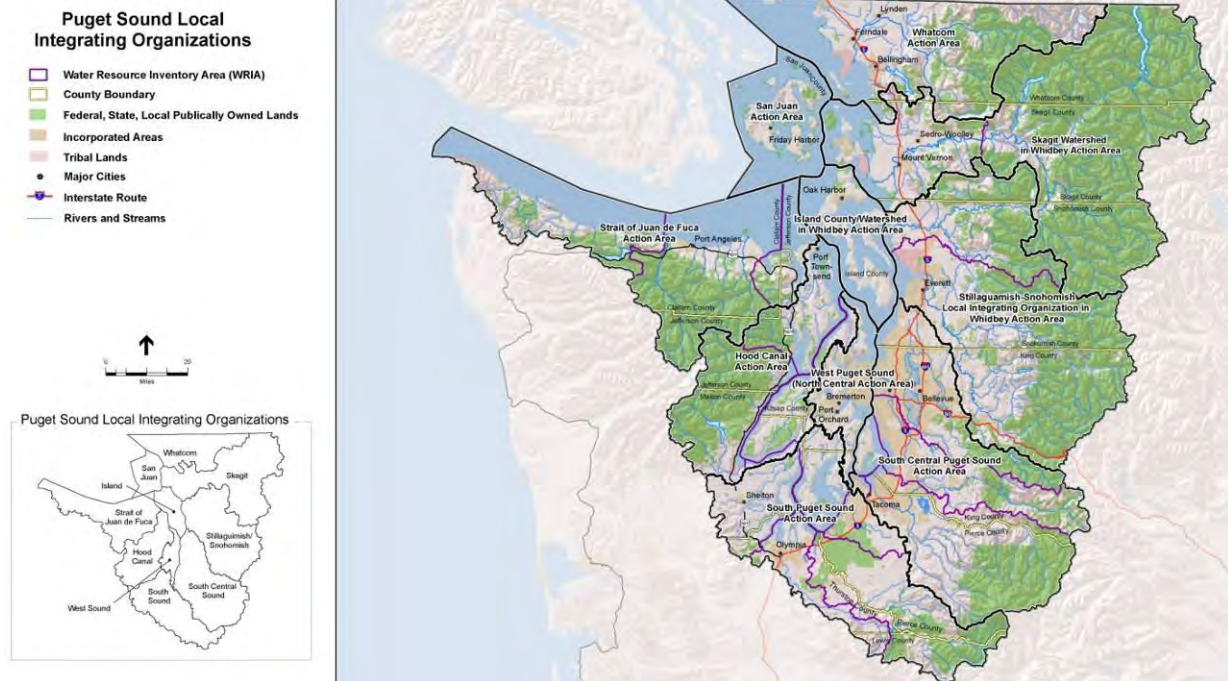 Puget Sound Local
Integrating Organizations
Water Resource Inventory Area (WRIA)
County Boundary
Federal, State, Local Publically Owned Lands
Incorporated Areas
Tribal Lands
Major Cities
Interstate Route
Rivers and Streams
0 20
Miles
Puget Sound Local Integrating Organizations
Whatcom
San
Juan
Skagit
Island
Strait of
Juan de Fuca
Stillaguimish/
Snohomish
Hood
Canal
South Central
Sound
South
Sound
West Sound
Lynden
Ferndale
Whatcom
Action Area
Bellingham
San Juan County
Whatcom County
Skagit County
San Juan
Action Area
Friday Harbor
Sedro-Woolley
Mount Vernon
Skagit Watershed
in Whidbey Action Area
Oak Harbor
Skagit County
Snohomish County
Island County/Watershed
in Whidbey Action Area
Clallam County
Jefferson County
Strait of Juan de Fuca
Action Area
Port Angeles
Port
Town-
send
Island County
Everett
Stillaguamish-Snohomish
Local Integrating Organization in
Whidbey Action Area
Clallam County
Jefferson County
Snohomish County
King County
Hood Canal
Action Area
West Puget Sound
(North Central Action Area)
Jefferson County
Mason County
Bremerton
Bellevue
Kitsap County
Port
Orchard
South Central Puget Sound
Action Area
Shelton
South Puget Sound
Action Area
Tacoma
King County
Pierce County
Olympia
Thurston County
Pierce County
Lewis County